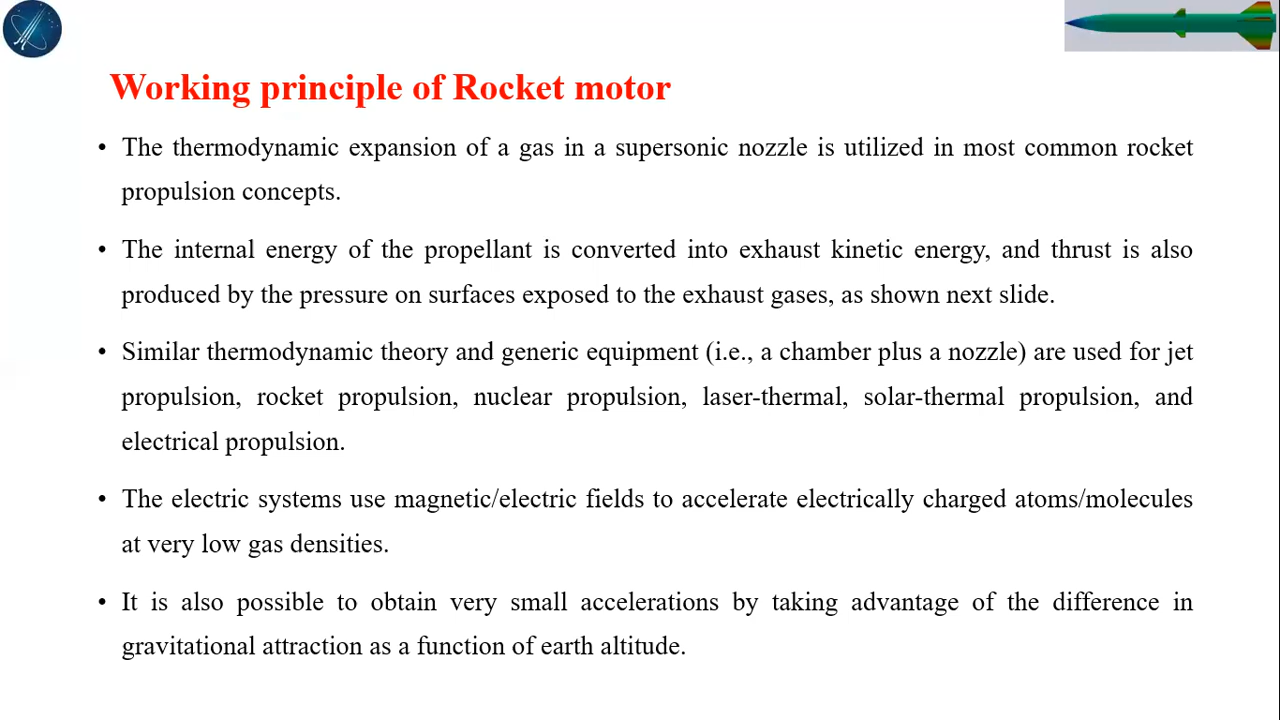 Working principle of Rocket motor
• The thermodynamic expansion of a gas in a supersonic nozzle is utilized in most common rocket
propulsion concepts.
• The internal energy of the propellant is converted into exhaust kinetic energy, and thrust is also
produced by the pressure on surfaces exposed to the exhaust gases, as shown next slide.
• Similar thermodynamic theory and generic equipment (i.e., a chamber plus a nozzle) are used for jet
propulsion, rocket propulsion, nuclear propulsion, laser-thermal, solar-thermal propulsion, and
electrical propulsion.
• The electric systems use magnetic/electric fields to accelerate electrically charged atoms/molecules
at very low gas densities.
• It is also possible to obtain very small accelerations by taking advantage of the difference in
gravitational attraction as a function of earth altitude.